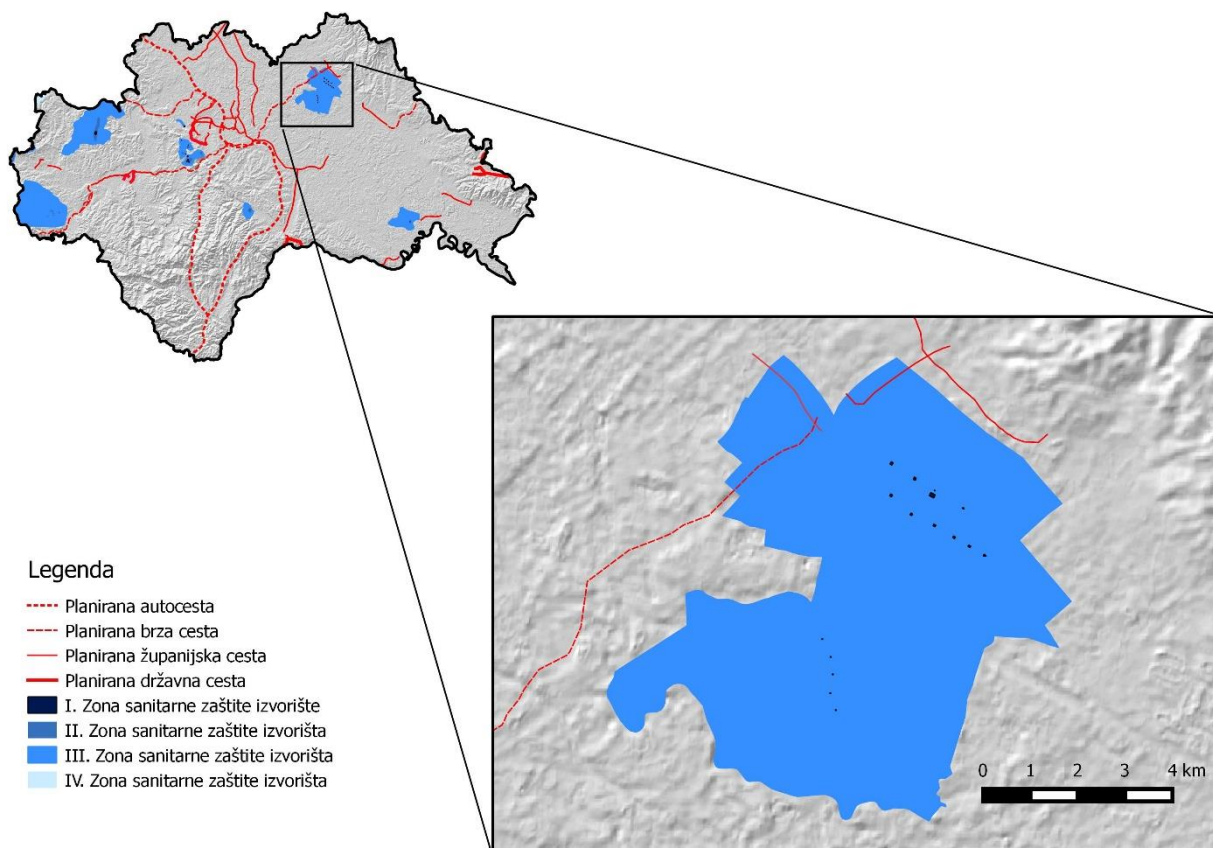 Legenda
Planirana autocesta
Planirana brza cesta
Planirana županijska cesta
Planirana državna cesta
I. Zona sanitarne zaštite izvorište
II. Zona sanitarne zaštite izvorišta
III. Zona sanitarne zaštite izvorišta
IV. Zona sanitarne zaštite izvorišta
0 1 2 3 4 km